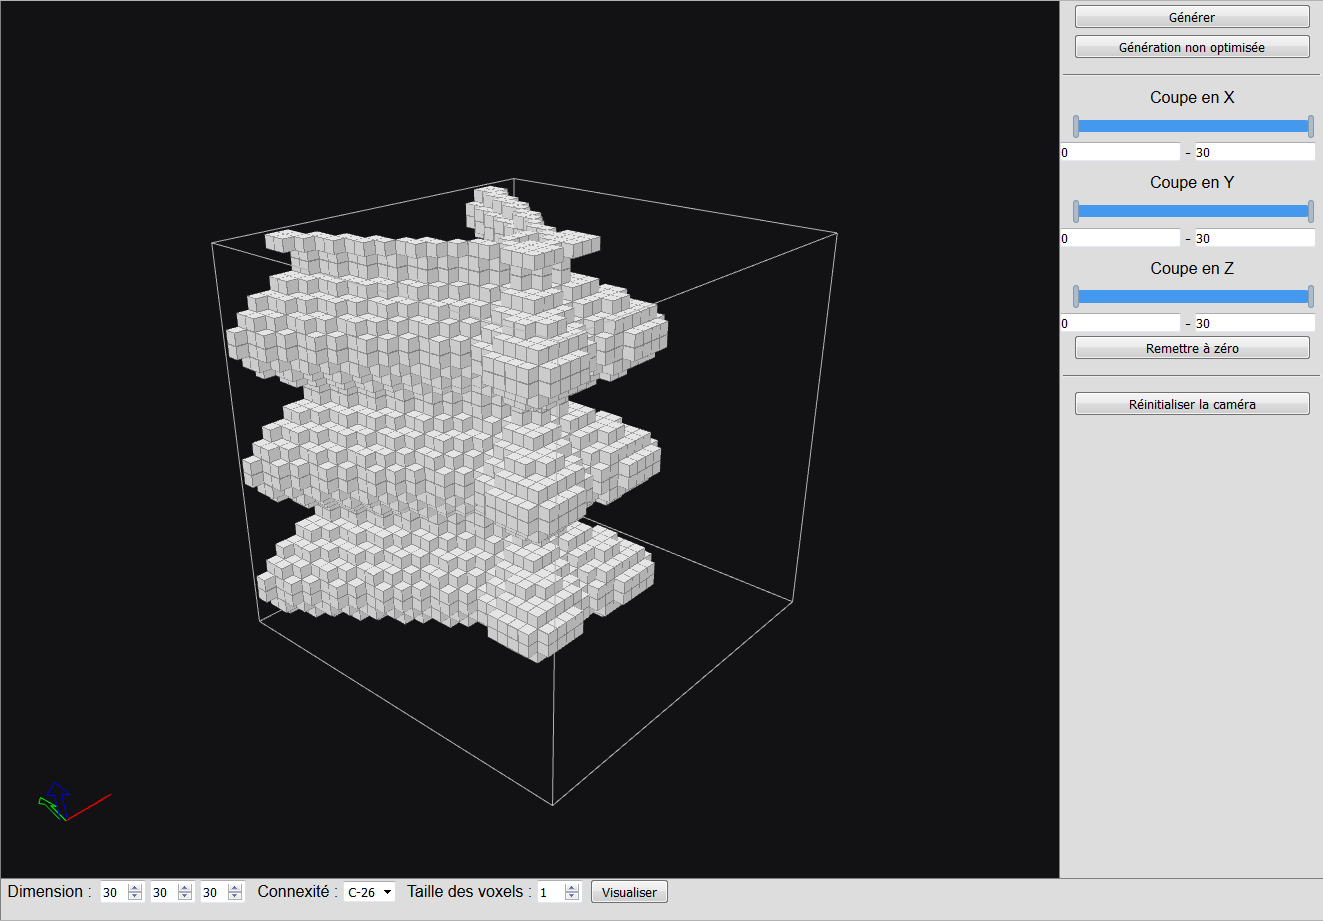 Générer
Génération non optimisée
Coupe en X
0 - 30
Coupe en Y
0 - 30
Coupe en Z
0 - 30
Remettre à zéro
Réinitialiser la caméra
Dimension : 30 30 30 Connexité : C-26 Taille des voxels : 1 Visualiser